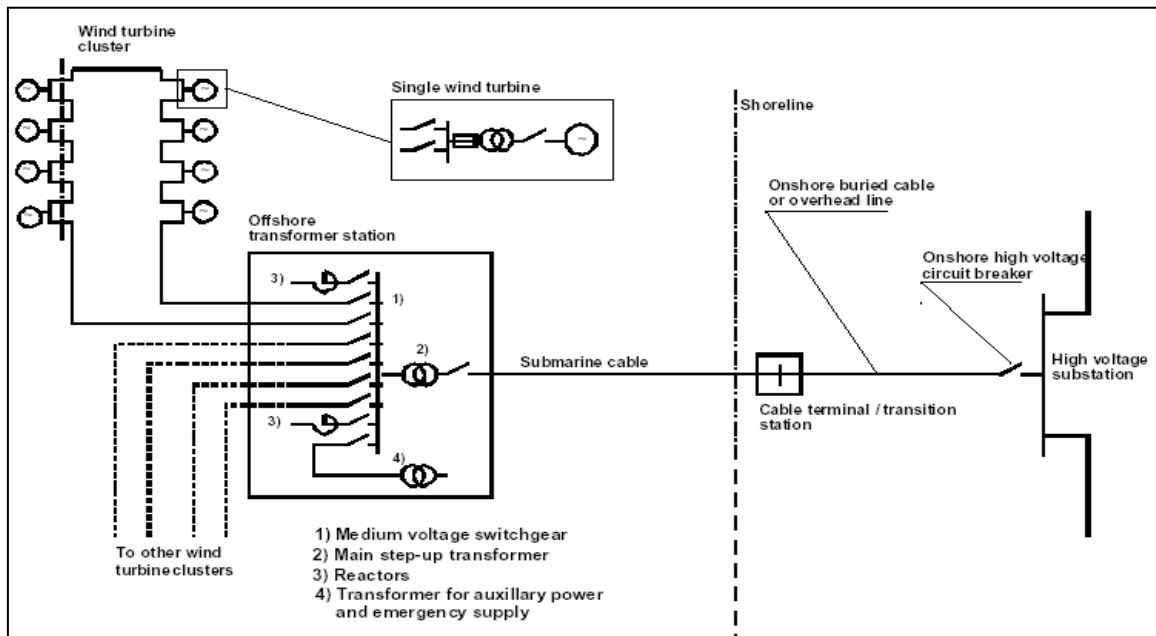 Wind turbine
cluster
Single wind turbine
Shoreline
Onshore buried cable
or overhead line
Offshore
transformer station
Onshore high voltage
circuit breaker
3)
1)
2)
Submarine cable
High voltage
substation
Cable terminal / transition
station
3)
4)
To other wind
turbine clusters
1) Medium voltage switchgear
2) Main step-up transformer
3) Reactors
4) Transformer for auxillary power
and emergency supply
~
~
~
~
~
~
~
~
~